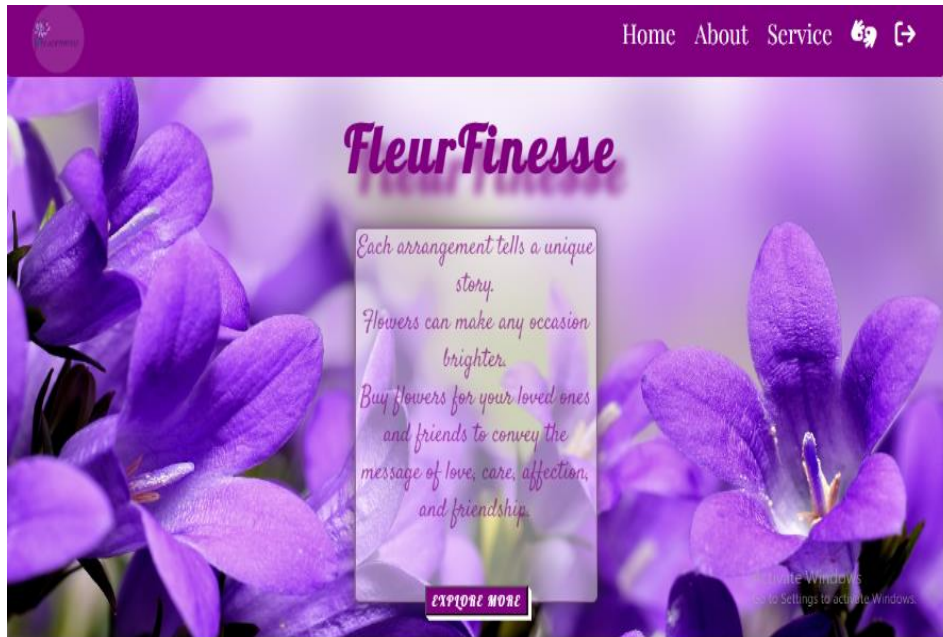 Home About Service
FleurFinesse
Each arrangement tells a unique
story.
Flowers can make any occasion
brighter.
Buy flowers for your loved ones
and friends to convey the
message of love, care, affection,
and friendship.
EXPLORE MORE
Activate Windows
Go to Settings to activate Windows.